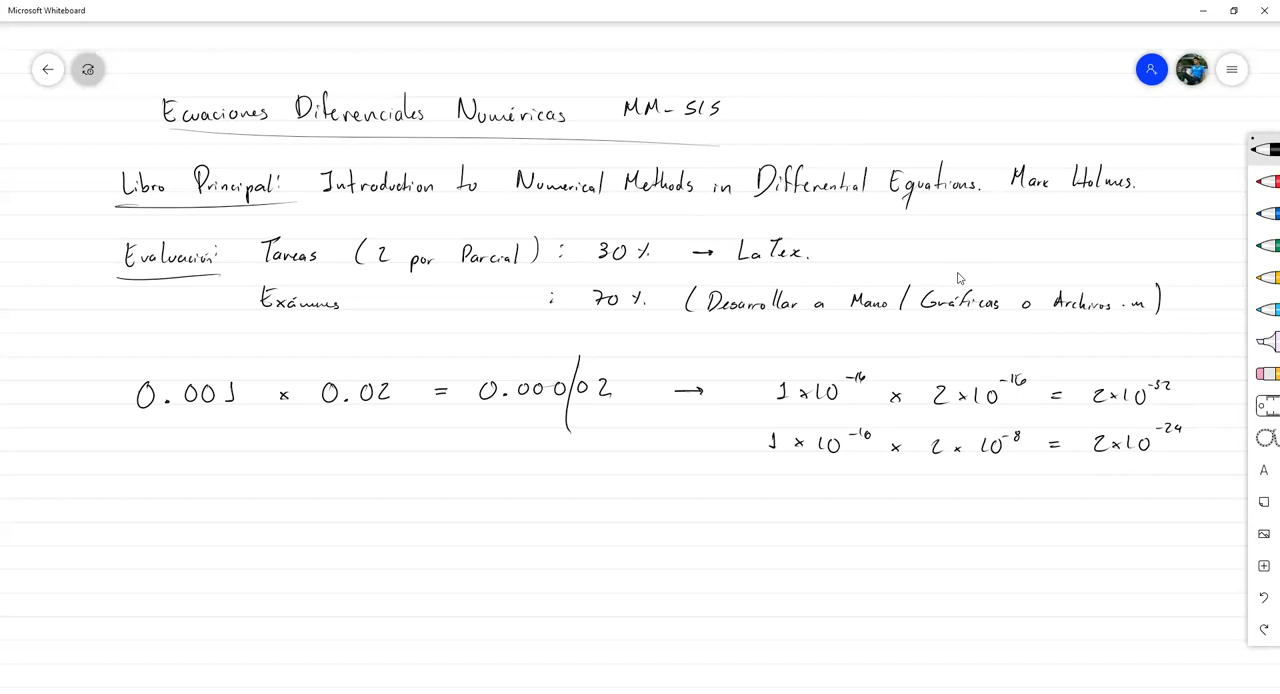 Microsoft Whiteboard
Ecuaciones Diferenciales Numéricas MM-515
Libro Principal: Introduction to Numerical Methods in Differential Equations. Mark Holmes.
Evaluación: Tareas (2 por Parcial) : 30 % → LaTex.
Exámenes : 70 %. (Desarrollar a Mano / Gráficas o Archivos .m)
0.001 × 0.02 = 0.000/02 → 1×10⁻¹⁶ × 2×10⁻¹⁶ = 2×10⁻³²
1 × 10⁻¹⁶ × 2 × 10⁻⁸ = 2×10⁻²⁴
A